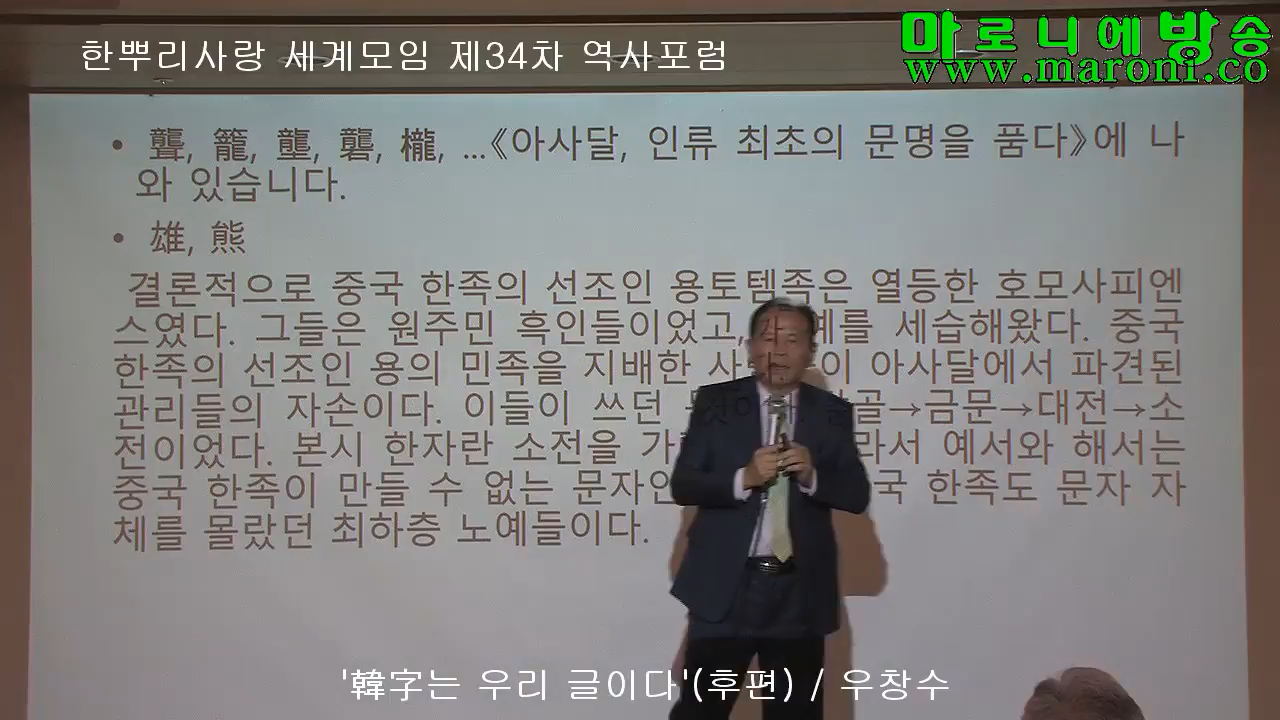 한뿌리사랑 세계모임 제34차 역사포럼
마로니에방송
www.maroni.co
• 聾, 籠, 壟, 礱, 櫳, ...《아사달, 인류 최초의 문명을 품다》에 나
와 있습니다.
• 雄, 熊
결론적으로 중국 한족의 선조인 용토템족은 열등한 호모사피엔
스였다. 그들은 원주민 흑인들이었고, 세습해왔다. 중국
한족의 선조인 용의 민족을 지배한 아사달에서 파견된
관리들의 자손이다. 이들이 쓰던 →금문→대전→소
전이었다. 본시 한자란 소전을 예서와 해서는
중국 한족이 만들 수 없는 한족도 문자 자
체를 몰랐던 최하층 노예들이다.
'韓字는 우리 글이다'(후편) / 우창수